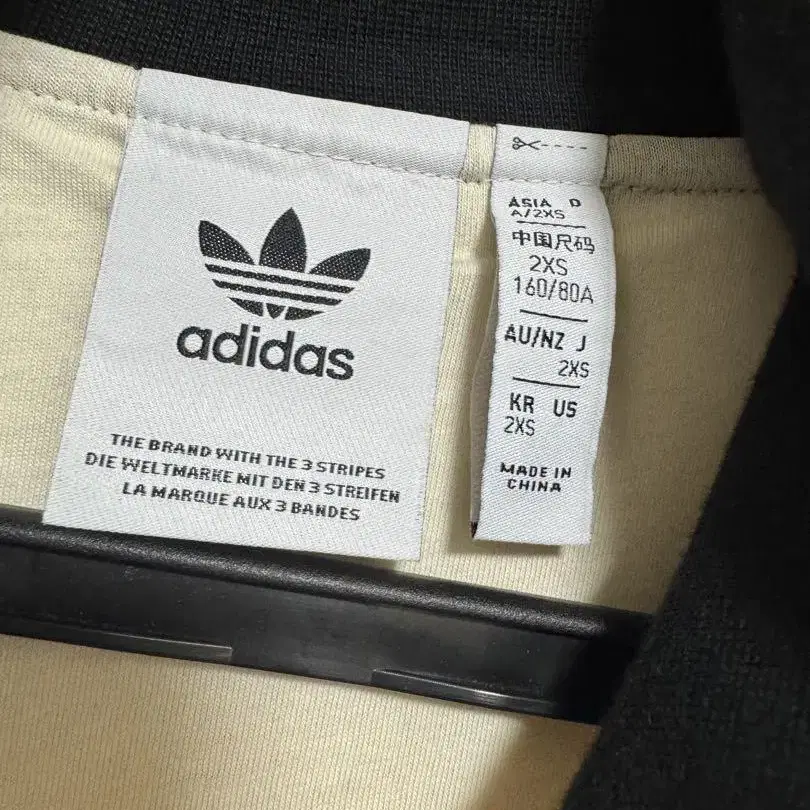 adidas
THE BRAND WITH THE 3 STRIPES
DIE WELTMARKE MIT DEN 3 STREIFEN
LA MARQUE AUX 3 BANDES
ASIA D
A/2XS
中国尺码
2XS
160/80A
AU/NZ J
2XS
KR US
2XS
MADE IN
CHINA